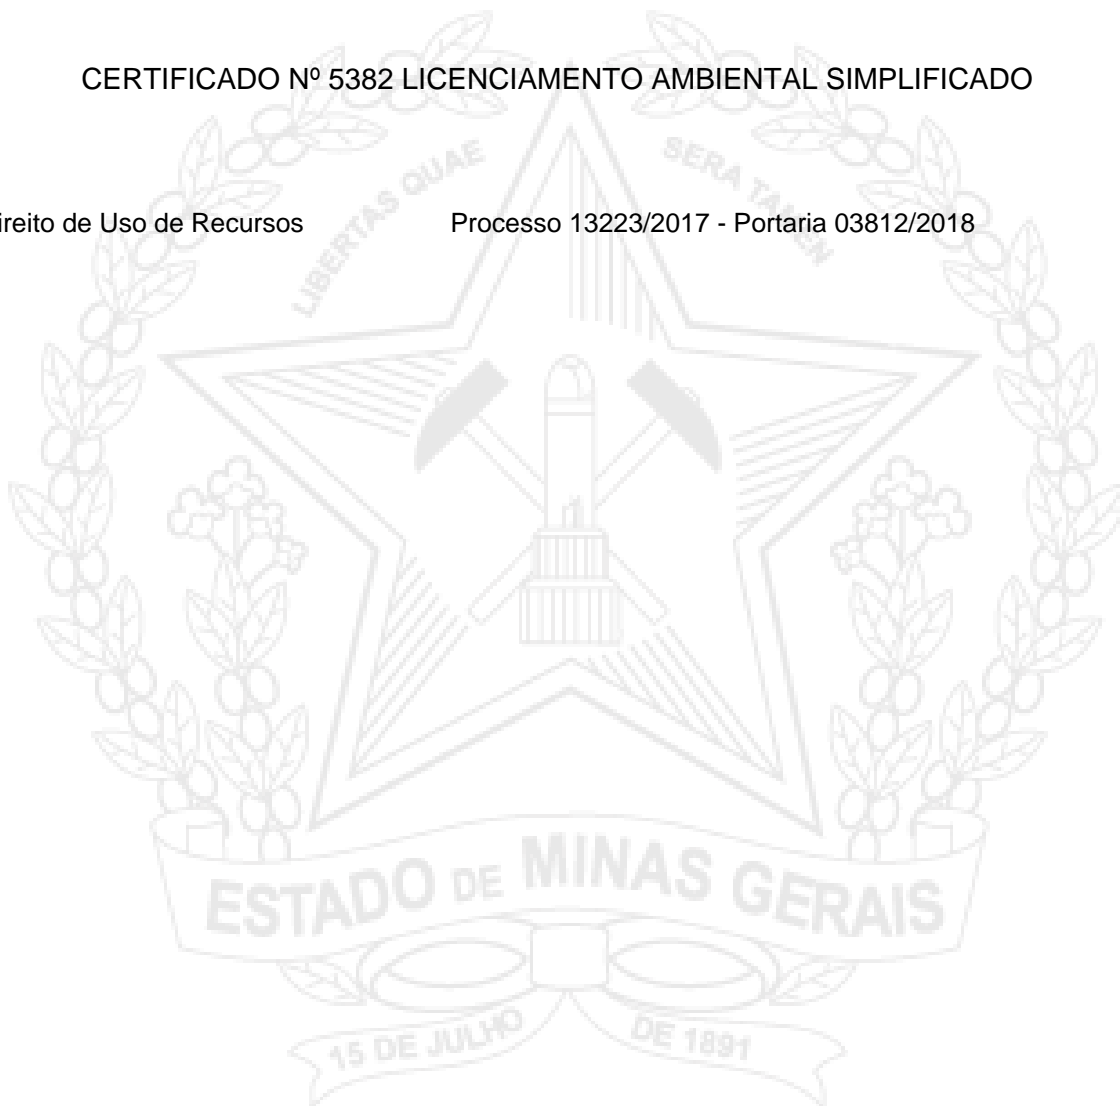 CERTIFICADO Nº 5382 LICENCIAMENTO AMBIENTAL SIMPLIFICADO
ireito de Uso de Recursos Processo 13223/2017 - Portaria 03812/2018
LIBERTAS QUAE SERA TAMEN
ESTADO DE MINAS GERAIS
15 DE JULHO DE 1891